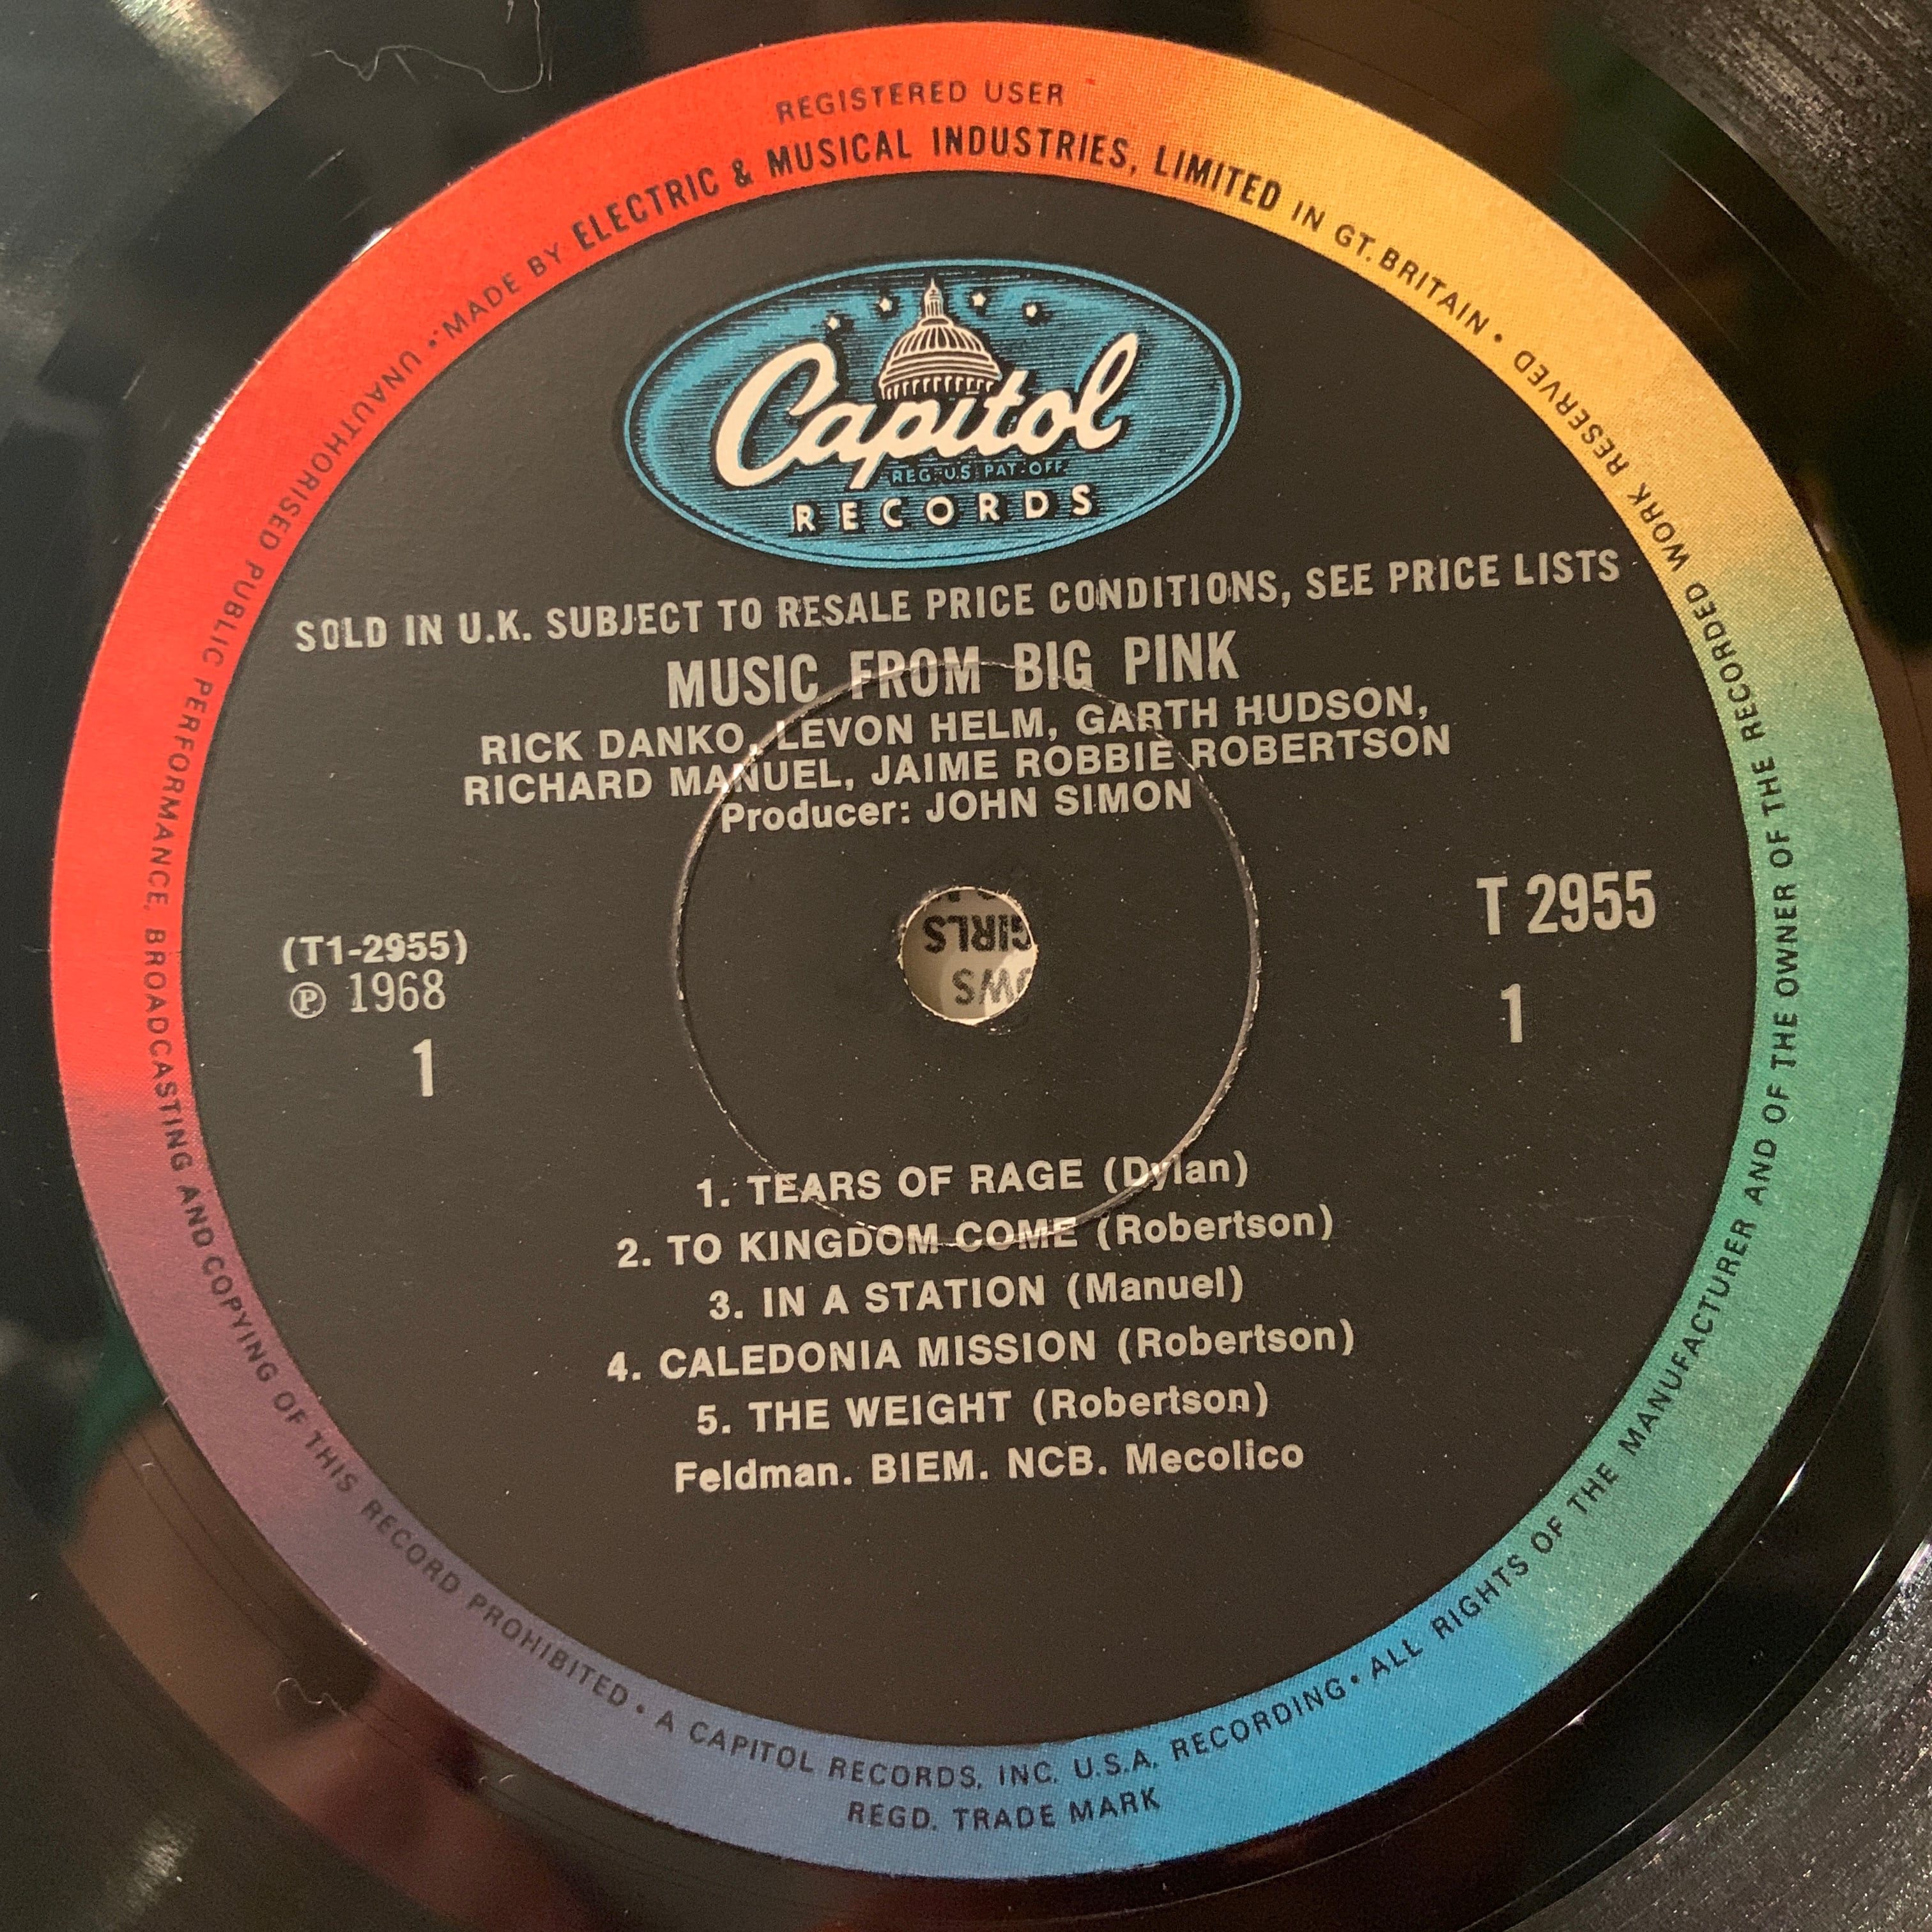 REGISTERED USER
MADE BY ELECTRIC & MUSICAL INDUSTRIES, LIMITED IN GT. BRITAIN •
Capitol
REG. U.S. PAT. OFF.
RECORDS
SOLD IN U.K. SUBJECT TO RESALE PRICE CONDITIONS, SEE PRICE LISTS
MUSIC FROM BIG PINK
RICK DANKO, LEVON HELM, GARTH HUDSON,
RICHARD MANUEL, JAIME ROBBIE ROBERTSON
Producer: JOHN SIMON
T 2955
1
(T1-2955)
℗ 1968
1
GIRLS
1. TEARS OF RAGE (Dylan)
2. TO KINGDOM COME (Robertson)
3. IN A STATION (Manuel)
4. CALEDONIA MISSION (Robertson)
5. THE WEIGHT (Robertson)
Feldman. BIEM. NCB. Mecolico
ALL RIGHTS OF THE MANUFACTURER AND OF THE OWNER OF THE RECORDED WORK RESERVED
UNAUTHORISED PUBLIC PERFORMANCE, BROADCASTING AND COPYING OF THIS RECORD PROHIBITED •
A CAPITOL RECORDS, INC. U.S.A. RECORDING •
REGD. TRADE MARK